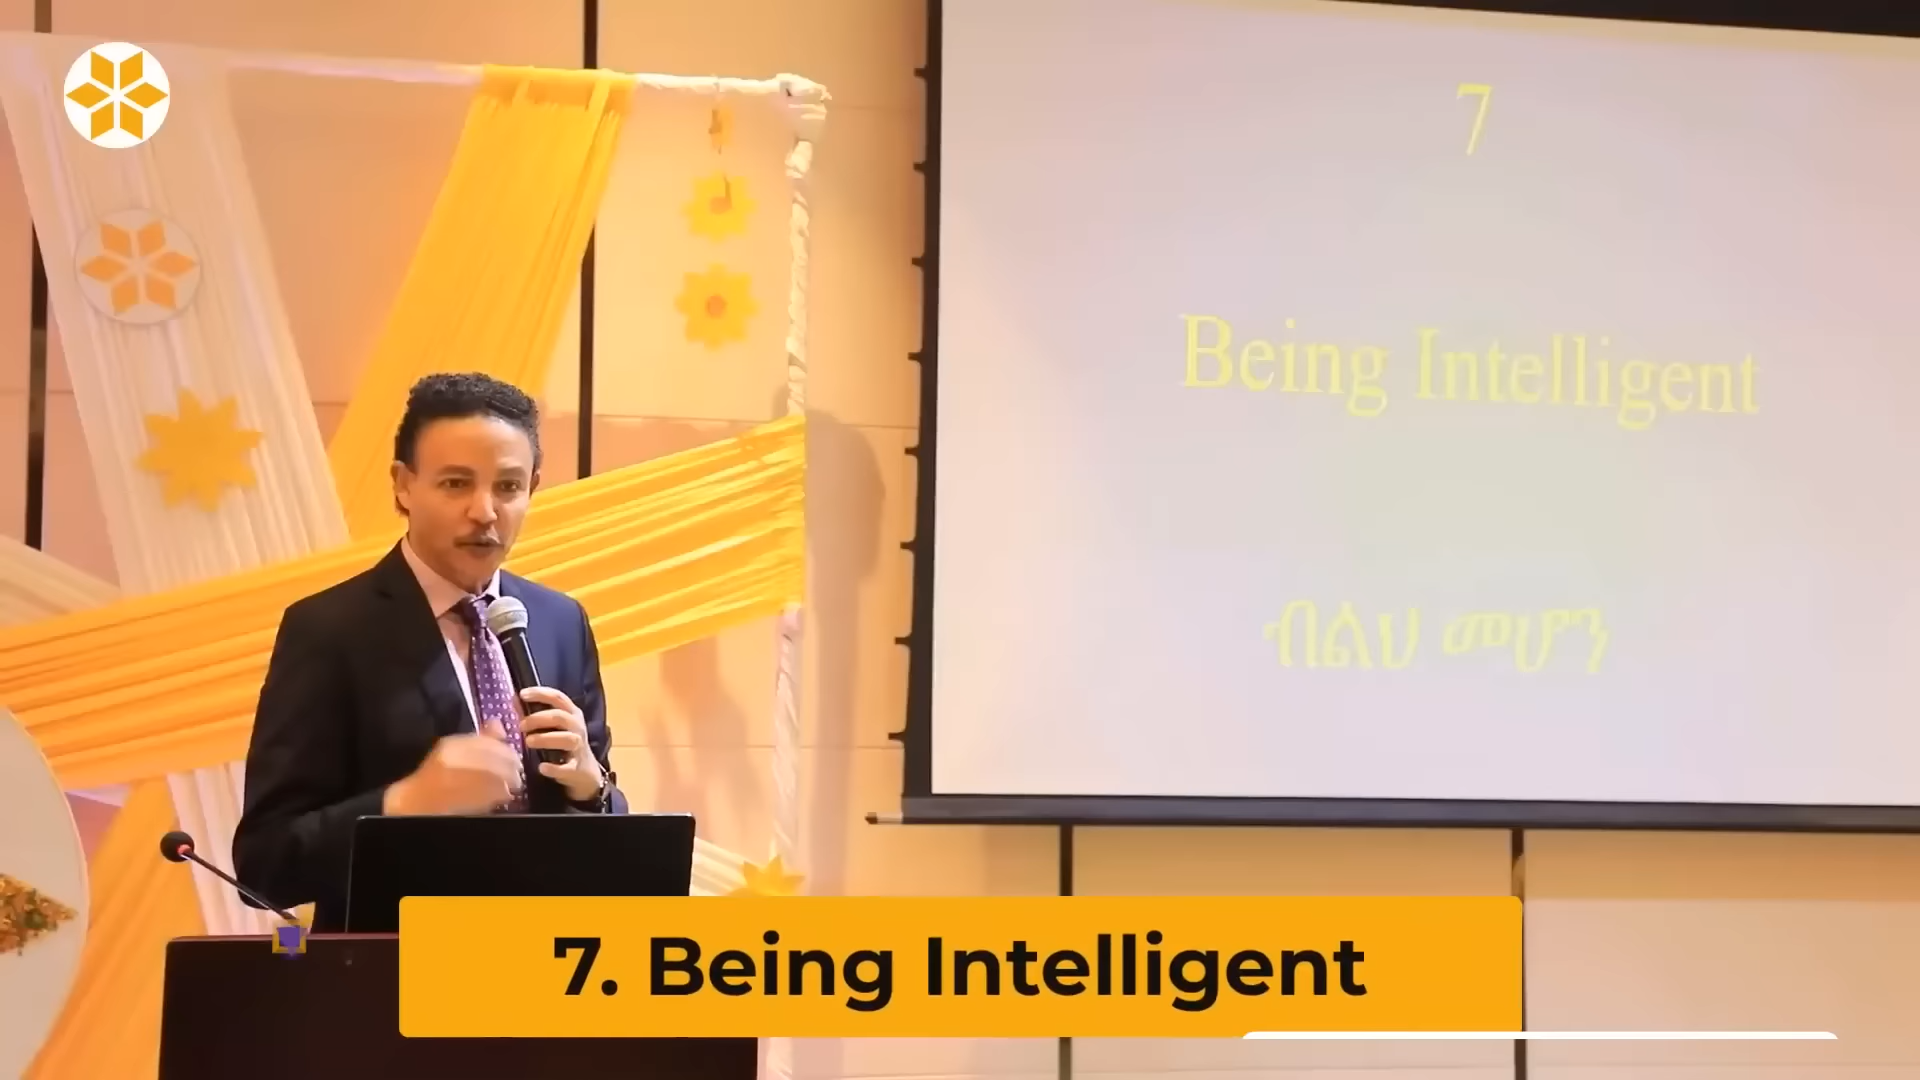 7
Being Intelligent
ብልህ መሆን
7. Being Intelligent